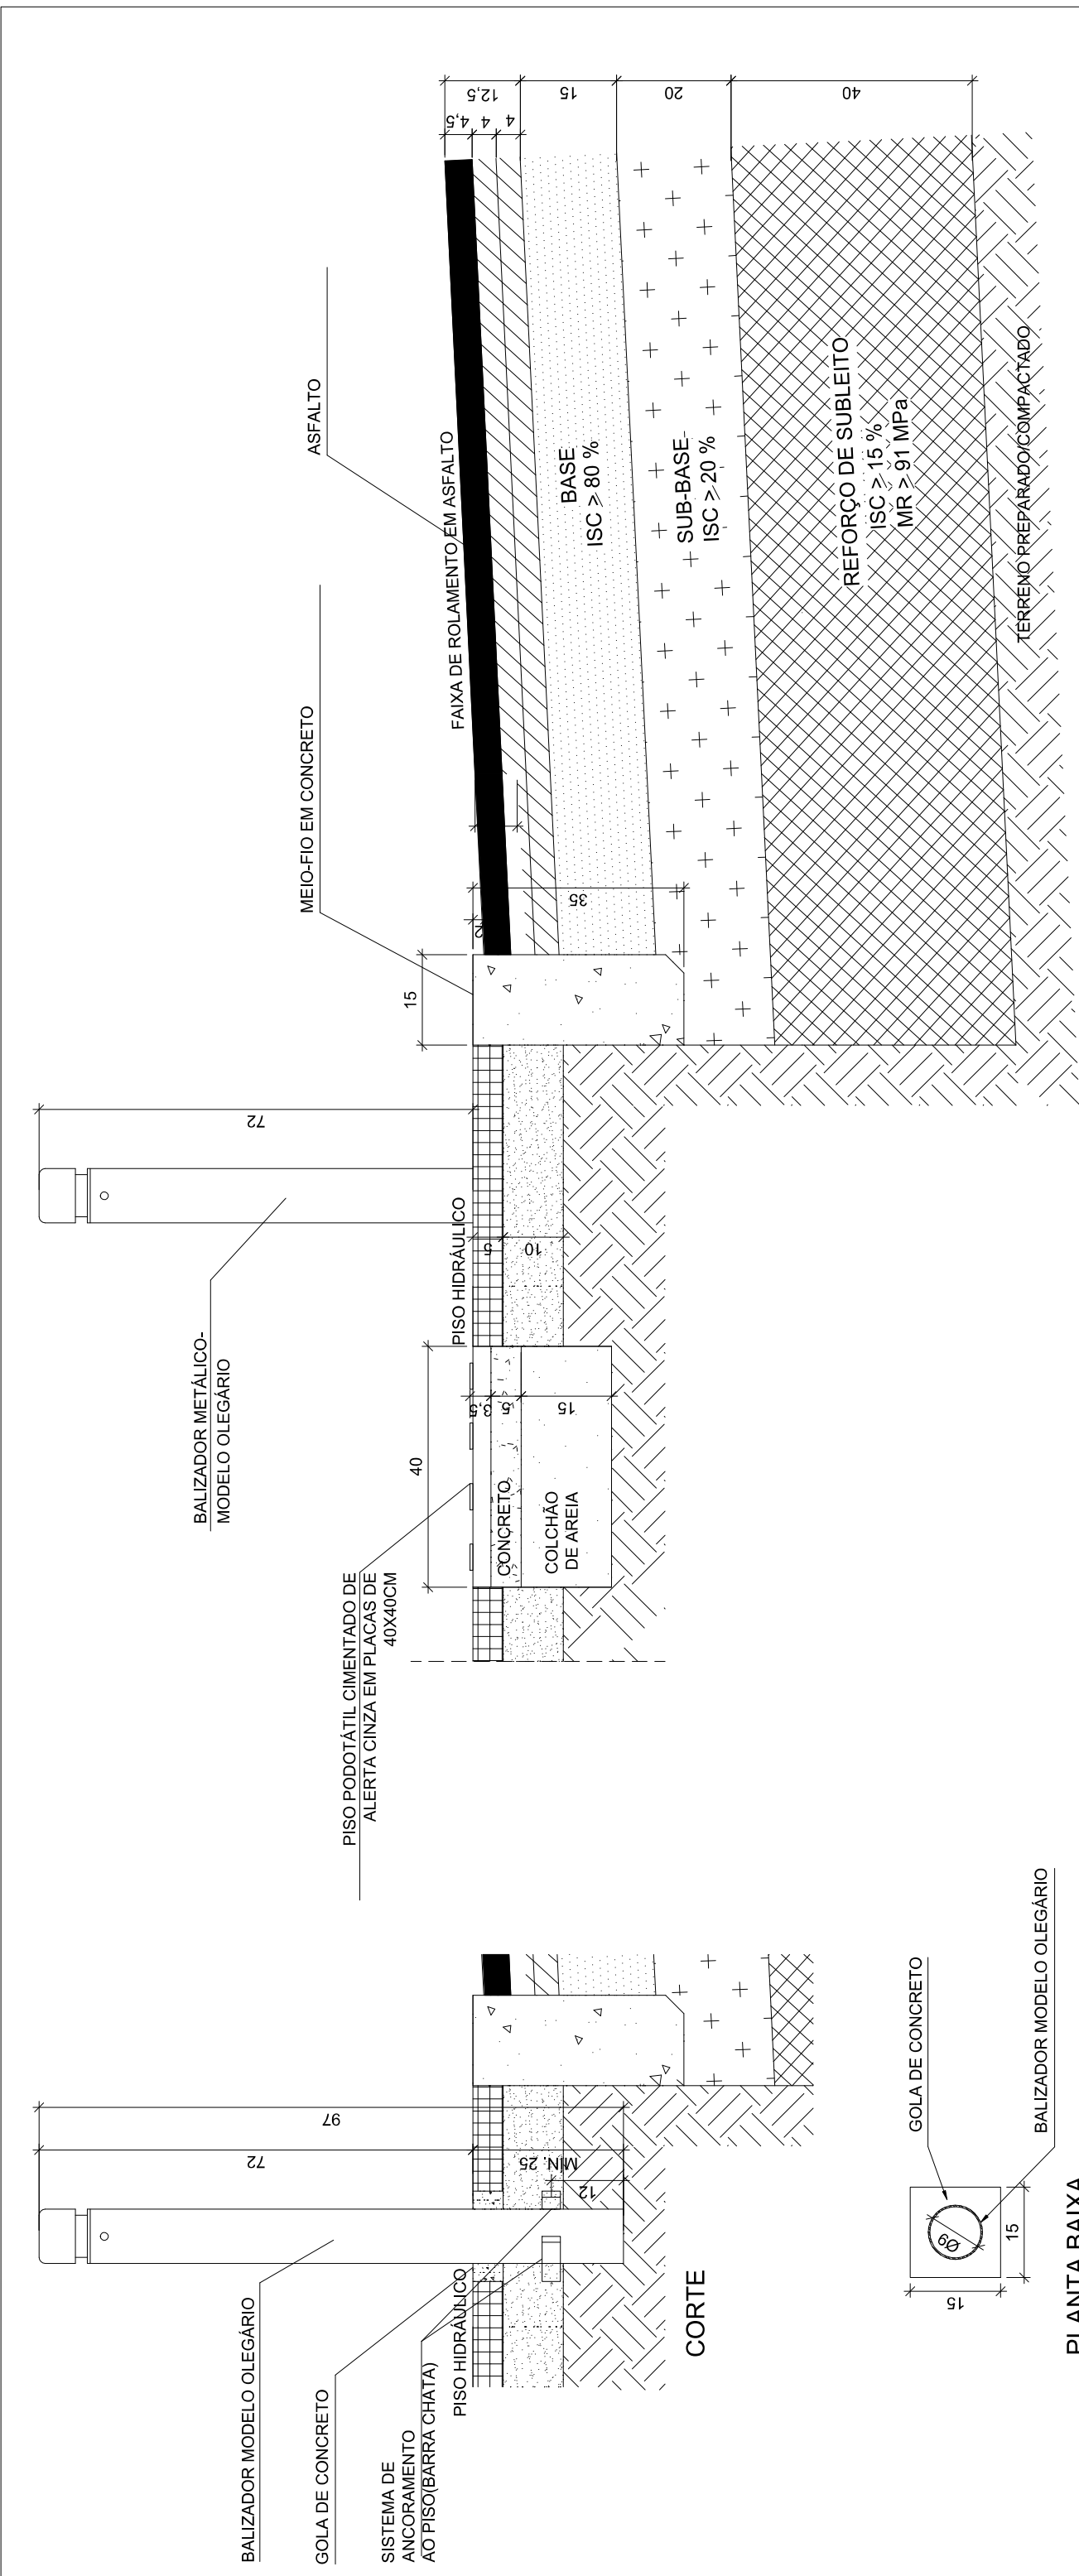 BALIZADOR MODELO OLEGÁRIO
GOLA DE CONCRETO
SISTEMA DE
ANCORAMENTO
AO PISO(BARRA CHATA)
PISO HIDRÁULICO
72
97
MIN. 25
12
CORTE
GOLA DE CONCRETO
BALIZADOR MODELO OLEGÁRIO
Ø9
15
15
PLANTA BAIXA
PISO PODOTÁTIL CIMENTADO DE
ALERTA CINZA EM PLACAS DE
40X40CM
BALIZADOR METÁLICO-
MODELO OLEGÁRIO
72
40
PISO HIDRÁULICO
3,5
5
15
CONCRETO
COLCHÃO
DE AREIA
5
10
MEIO-FIO EM CONCRETO
15
2
35
ASFALTO
FAIXA DE ROLAMENTO EM ASFALTO
BASE
ISC > 80 %
SUB-BASE
ISC > 20 %
REFORÇO DE SUBLEITO
ISC > 15 %
MR > 91 MPa
TERRENO PREPARADO/COMPACTADO
4,5
4
4
12,5
15
20
40